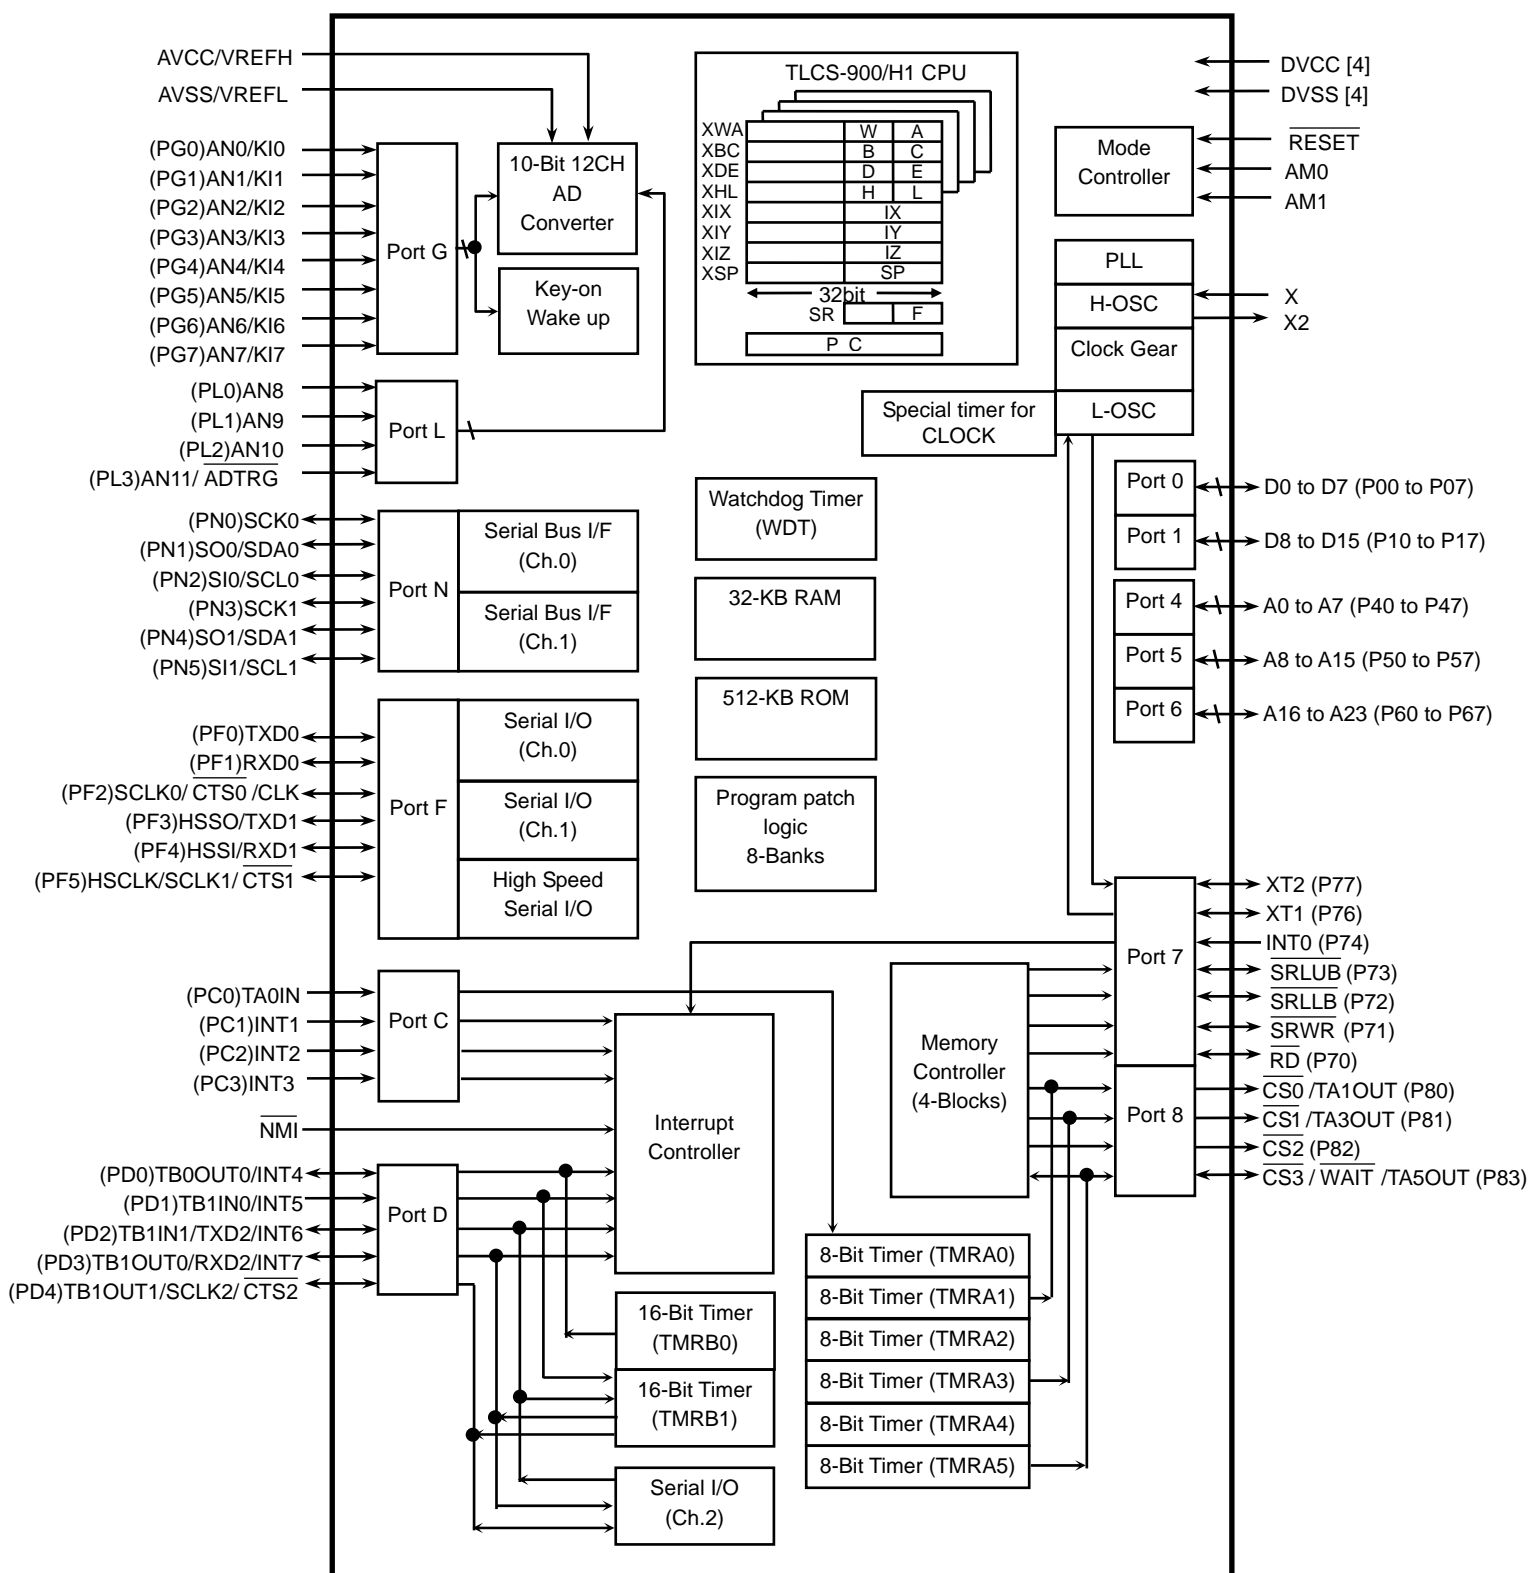 AVCC/VREFH
AVSS/VREFL
(PG0)AN0/KI0
(PG1)AN1/KI1
(PG2)AN2/KI2
(PG3)AN3/KI3
(PG4)AN4/KI4
(PG5)AN5/KI5
(PG6)AN6/KI6
(PG7)AN7/KI7
Port G
10-Bit 12CH
AD
Converter
Key-on
Wake up
(PL0)AN8
(PL1)AN9
(PL2)AN10
(PL3)AN11/ ADTRG
Port L
(PN0)SCK0
(PN1)SO0/SDA0
(PN2)SI0/SCL0
(PN3)SCK1
(PN4)SO1/SDA1
(PN5)SI1/SCL1
Port N
Serial Bus I/F
(Ch.0)
Serial Bus I/F
(Ch.1)
(PF0)TXD0
(PF1)RXD0
(PF2)SCLK0/ CTS0 /CLK
(PF3)HSSO/TXD1
(PF4)HSSI/RXD1
(PF5)HSCLK/SCLK1/ CTS1
Port F
Serial I/O
(Ch.0)
Serial I/O
(Ch.1)
High Speed
Serial I/O
(PC0)TA0IN
(PC1)INT1
(PC2)INT2
(PC3)INT3
Port C
NMI
(PD0)TB0OUT0/INT4
(PD1)TB1IN0/INT5
(PD2)TB1IN1/TXD2/INT6
(PD3)TB1OUT0/RXD2/INT7
(PD4)TB1OUT1/SCLK2/ CTS2
Port D
Interrupt
Controller
16-Bit Timer
(TMRB0)
16-Bit Timer
(TMRB1)
Serial I/O
(Ch.2)
TLCS-900/H1 CPU
XWA W A
XBC B C
XDE D E
XHL H L
XIX IX
XIY IY
XIZ IZ
XSP SP
32bit
SR F
P C
Special timer for
CLOCK
Watchdog Timer
(WDT)
32-KB RAM
512-KB ROM
Program patch
logic
8-Banks
Memory
Controller
(4-Blocks)
8-Bit Timer (TMRA0)
8-Bit Timer (TMRA1)
8-Bit Timer (TMRA2)
8-Bit Timer (TMRA3)
8-Bit Timer (TMRA4)
8-Bit Timer (TMRA5)
DVCC [4]
DVSS [4]
Mode
Controller
RESET
AM0
AM1
PLL
H-OSC
Clock Gear
L-OSC
X
X2
Port 0
D0 to D7 (P00 to P07)
Port 1
D8 to D15 (P10 to P17)
Port 4
A0 to A7 (P40 to P47)
Port 5
A8 to A15 (P50 to P57)
Port 6
A16 to A23 (P60 to P67)
Port 7
XT2 (P77)
XT1 (P76)
INT0 (P74)
SRLUB (P73)
SRLLB (P72)
SRWR (P71)
RD (P70)
Port 8
CS0 /TA1OUT (P80)
CS1 /TA3OUT (P81)
CS2 (P82)
CS3 / WAIT /TA5OUT (P83)